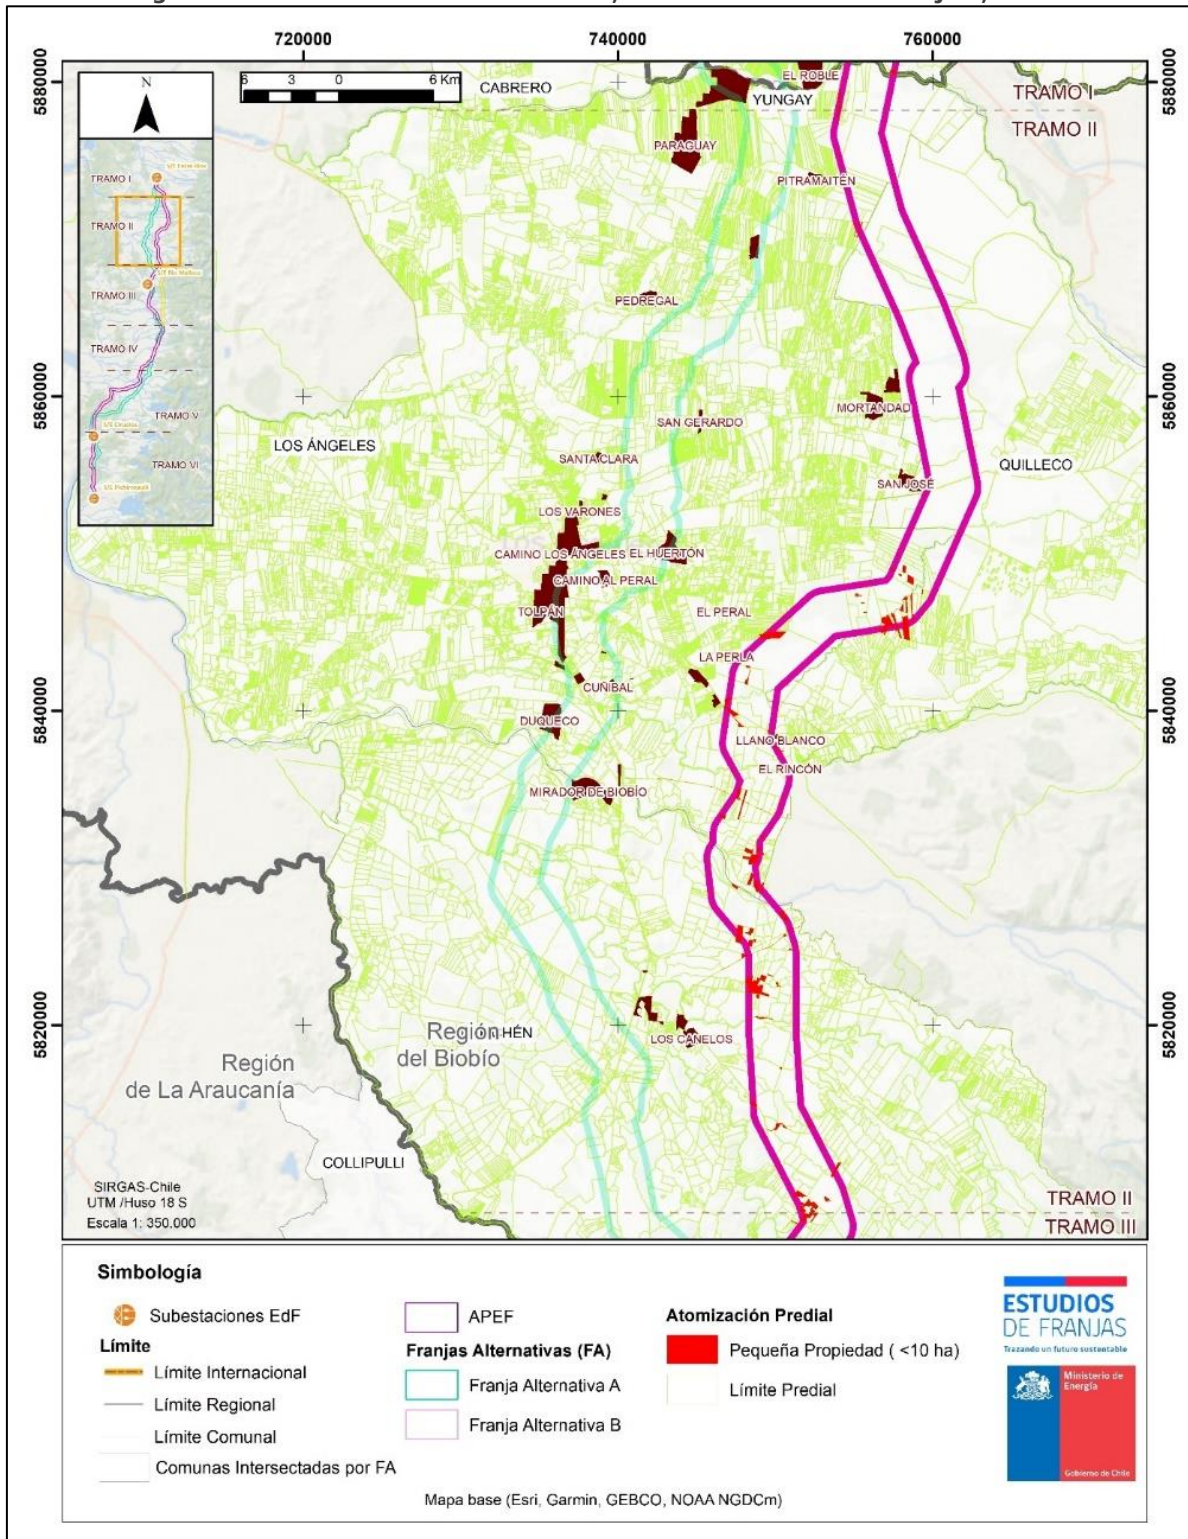 720000
740000
760000
5880000
5880000
N
6 3 0 6 Km
CABRERO
EL ROBLE
YUNGAY
TRAMO I
TRAMO II
PARAGUAY
PITRAMAITÉN
TRAMO I
TRAMO II
TRAMO III
TRAMO IV
TRAMO V
TRAMO VI
PEDREGAL
5860000
5860000
MORTANDAD
SAN GERARDO
LOS ÁNGELES
SANTA CLARA
QUILLECO
SAN JOSÉ
LOS VARONES
CAMINO LOS ÁNGELES
EL HUERTÓN
CAMINO AL PERAL
TOLPÁN
EL PERAL
LA PERLA
CUÑIBAL
5840000
5840000
DUQUECO
LLANO BLANCO
EL RINCÓN
MIRADOR DE BIOBÍO
5820000
5820000
Región
del Biobío
HÉN
LOS CANELOS
Región
de La Araucanía
COLLIPULLI
SIRGAS-Chile
UTM /Huso 18 S
Escala 1: 350.000
TRAMO II
TRAMO III
Simbología
Subestaciones EdF
Límite
Límite Internacional
Límite Regional
Límite Comunal
Comunas Intersectadas por FA
APEF
Franjas Alternativas (FA)
Franja Alternativa A
Franja Alternativa B
Atomización Predial
Pequeña Propiedad ( <10 ha)
Límite Predial
ESTUDIOS
DE FRANJAS
Trazando un futuro sustentable
Ministerio de
Energía
Gobierno de Chile
Mapa base (Esri, Garmin, GEBCO, NOAA NGDCm)